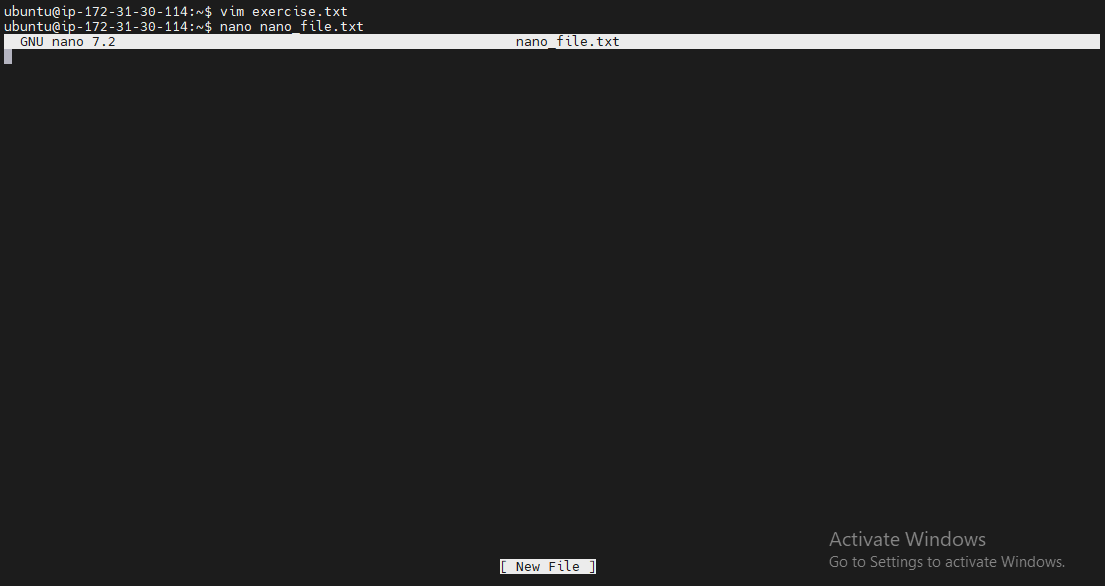 ubuntu@ip-172-31-30-114:~$ vim exercise.txt
ubuntu@ip-172-31-30-114:~$ nano nano_file.txt
GNU nano 7.2 nano_file.txt
[ New File ]
Activate Windows
Go to Settings to activate Windows.